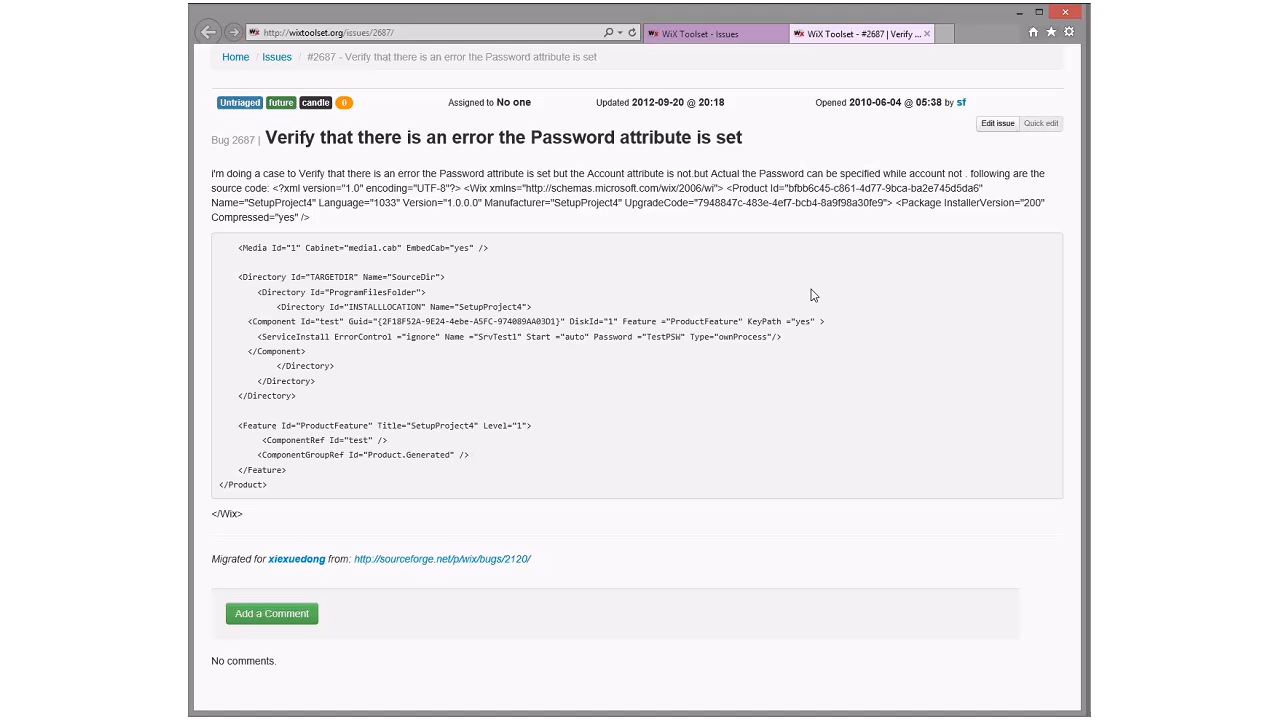 http://wixtoolset.org/issues/2687/
WiX Toolset - Issues
WiX Toolset - #2687 | Verify ...
Home / Issues / #2687 - Verify that there is an error the Password attribute is set
Untriaged future candle 0 Assigned to No one Updated 2012-09-20 @ 20:18 Opened 2010-06-04 @ 05:38 by sf
Edit issue Quick edit
Bug 2687 | Verify that there is an error the Password attribute is set
i'm doing a case to Verify that there is an error the Password attribute is set but the Account attribute is not.but Actual the Password can be specified while account not . following are the
source code: <?xml version="1.0" encoding="UTF-8"?> <Wix xmlns="http://schemas.microsoft.com/wix/2006/wi"> <Product Id="bfbb6c45-c861-4d77-9bca-ba2e745d5da6"
Name="SetupProject4" Language="1033" Version="1.0.0.0" Manufacturer="SetupProject4" UpgradeCode="7948847c-483e-4ef7-bcb4-8a9f98a30fe9"> <Package InstallerVersion="200"
Compressed="yes" />
<Media Id="1" Cabinet="media1.cab" EmbedCab="yes" />
<Directory Id="TARGETDIR" Name="SourceDir">
<Directory Id="ProgramFilesFolder">
<Directory Id="INSTALLLOCATION" Name="SetupProject4">
<Component Id="test" Guid="{2F18F52A-9E24-4ebe-A5FC-974089AA03D1}" DiskId="1" Feature ="ProductFeature" KeyPath ="yes" >
<ServiceInstall ErrorControl ="ignore" Name ="SrvTest1" Start ="auto" Password ="TestPSW" Type="ownProcess"/>
</Component>
</Directory>
</Directory>
</Directory>
<Feature Id="ProductFeature" Title="SetupProject4" Level="1">
<ComponentRef Id="test" />
<ComponentGroupRef Id="Product.Generated" />
</Feature>
</Product>
</Wix>
Migrated for xiexuedong from: http://sourceforge.net/p/wix/bugs/2120/
Add a Comment
No comments.